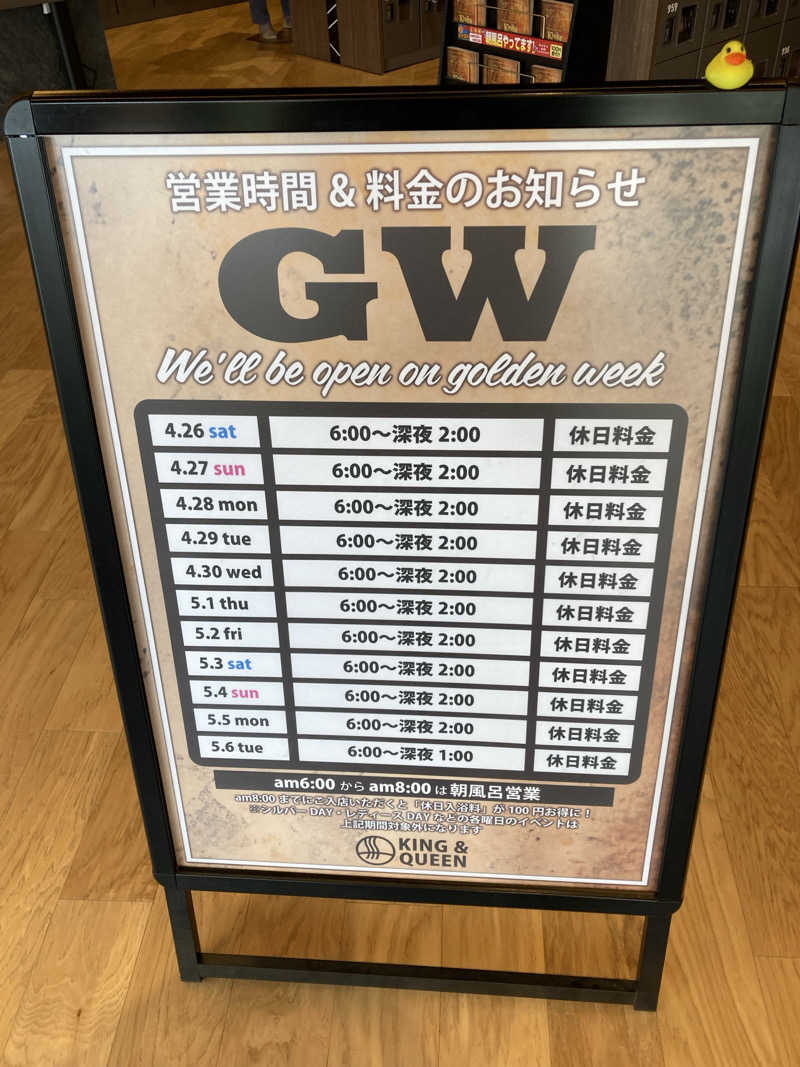 959
朝風呂やってます!
営業時間 & 料金のお知らせ
GW
We'll be open on golden week
4.26 sat 6:00〜深夜 2:00 休日料金
4.27 sun 6:00〜深夜 2:00 休日料金
4.28 mon 6:00〜深夜 2:00 休日料金
4.29 tue 6:00〜深夜 2:00 休日料金
4.30 wed 6:00〜深夜 2:00 休日料金
5.1 thu 6:00〜深夜 2:00 休日料金
5.2 fri 6:00〜深夜 2:00 休日料金
5.3 sat 6:00〜深夜 2:00 休日料金
5.4 sun 6:00〜深夜 2:00 休日料金
5.5 mon 6:00〜深夜 2:00 休日料金
5.6 tue 6:00〜深夜 1:00 休日料金
am6:00 から am8:00 は 朝風呂営業
am8:00 までにご入店いただくと「休日入浴料」が 100 円お得に!
※シルバー DAY・レディース DAY などの各曜日のイベントは
上記期間対象外になります
KING &
QUEEN